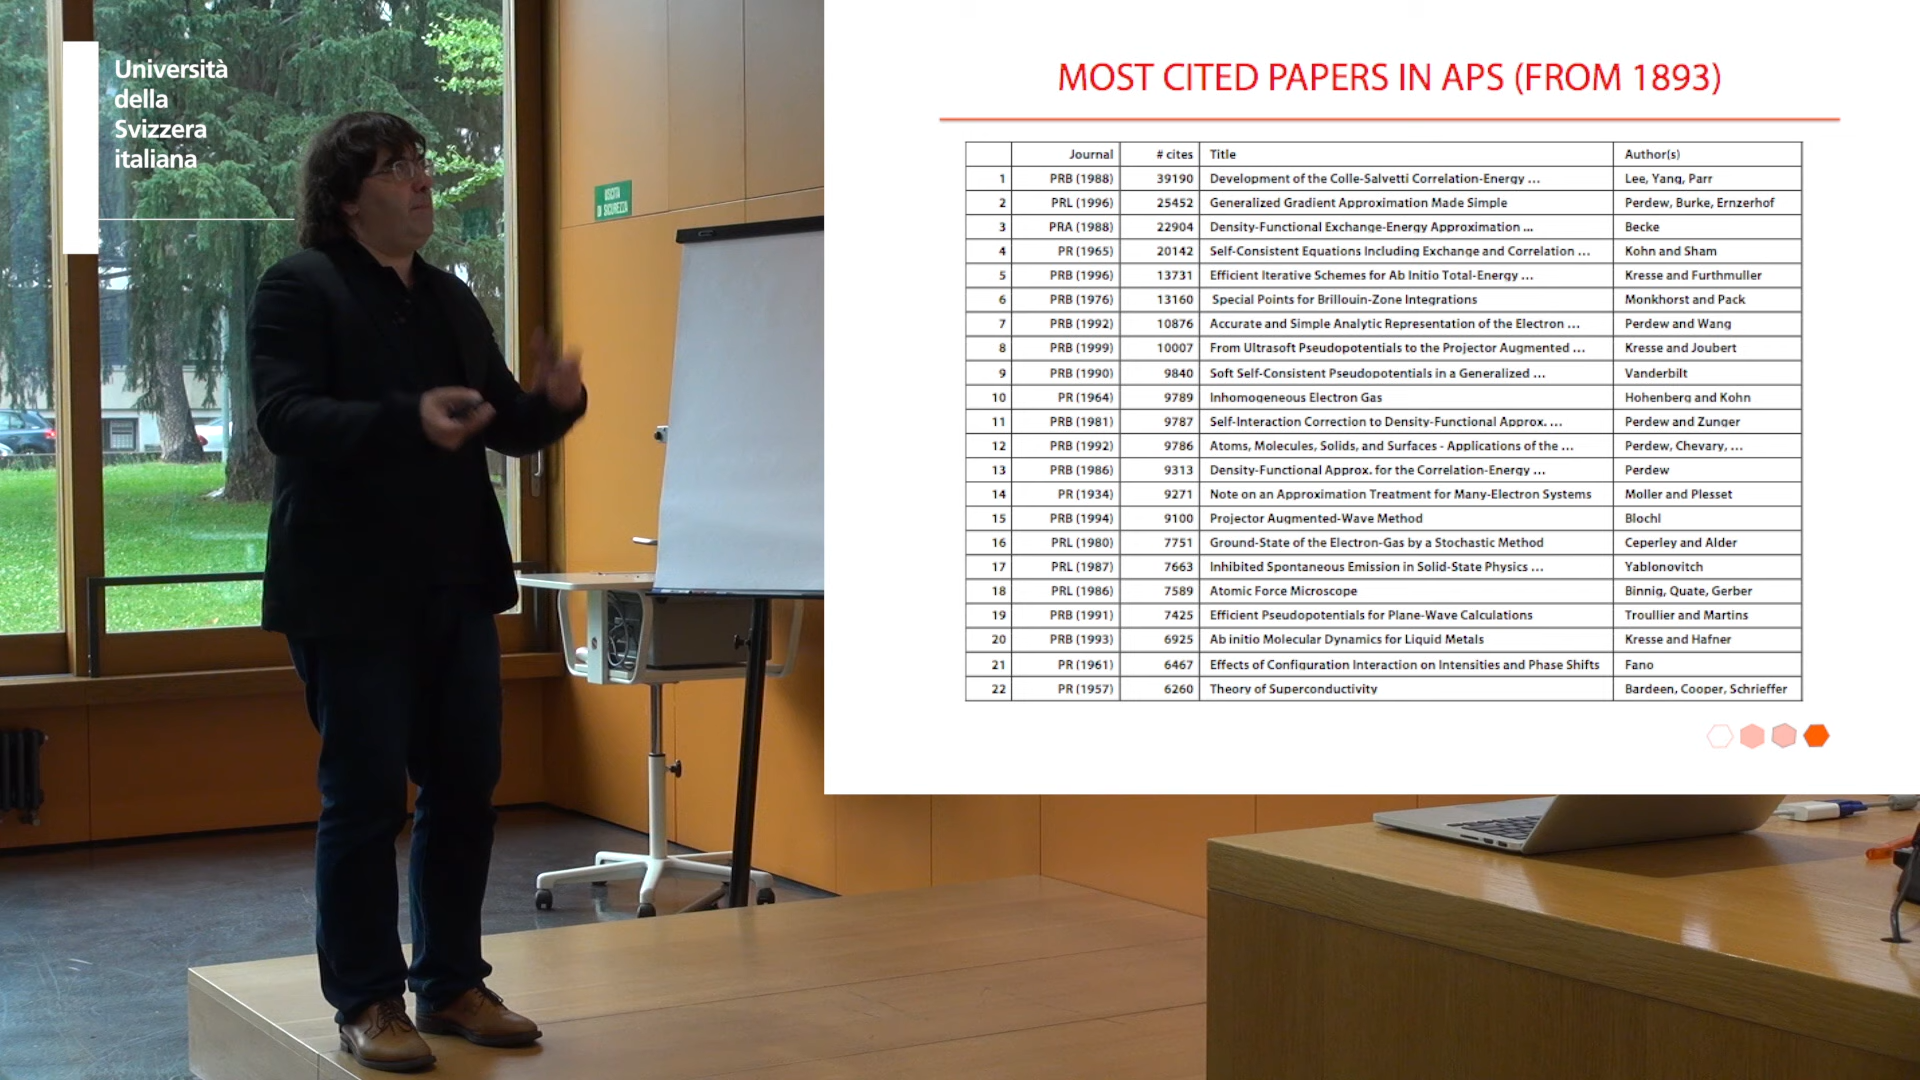 Università
della
Svizzera
italiana
USCITA
DI SICUREZZA
MOST CITED PAPERS IN APS (FROM 1893)
Journal # cites Title Author(s)
1 PRB (1988) 39190 Development of the Colle-Salvetti Correlation-Energy ... Lee, Yang, Parr
2 PRL (1996) 25452 Generalized Gradient Approximation Made Simple Perdew, Burke, Ernzerhof
3 PRA (1988) 22904 Density-Functional Exchange-Energy Approximation ... Becke
4 PR (1965) 20142 Self-Consistent Equations Including Exchange and Correlation ... Kohn and Sham
5 PRB (1996) 13731 Efficient Iterative Schemes for Ab Initio Total-Energy ... Kresse and Furthmuller
6 PRB (1976) 13160 Special Points for Brillouin-Zone Integrations Monkhorst and Pack
7 PRB (1992) 10876 Accurate and Simple Analytic Representation of the Electron ... Perdew and Wang
8 PRB (1999) 10007 From Ultrasoft Pseudopotentials to the Projector Augmented ... Kresse and Joubert
9 PRB (1990) 9840 Soft Self-Consistent Pseudopotentials in a Generalized ... Vanderbilt
10 PR (1964) 9789 Inhomogeneous Electron Gas Hohenberg and Kohn
11 PRB (1981) 9787 Self-Interaction Correction to Density-Functional Approx. ... Perdew and Zunger
12 PRB (1992) 9786 Atoms, Molecules, Solids, and Surfaces - Applications of the ... Perdew, Chevary, ...
13 PRB (1986) 9313 Density-Functional Approx. for the Correlation-Energy ... Perdew
14 PR (1934) 9271 Note on an Approximation Treatment for Many-Electron Systems Moller and Plesset
15 PRB (1994) 9100 Projector Augmented-Wave Method Blochl
16 PRL (1980) 7751 Ground-State of the Electron-Gas by a Stochastic Method Ceperley and Alder
17 PRL (1987) 7663 Inhibited Spontaneous Emission in Solid-State Physics ... Yablonovitch
18 PRL (1986) 7589 Atomic Force Microscope Binnig, Quate, Gerber
19 PRB (1991) 7425 Efficient Pseudopotentials for Plane-Wave Calculations Troullier and Martins
20 PRB (1993) 6925 Ab initio Molecular Dynamics for Liquid Metals Kresse and Hafner
21 PR (1961) 6467 Effects of Configuration Interaction on Intensities and Phase Shifts Fano
22 PR (1957) 6260 Theory of Superconductivity Bardeen, Cooper, Schrieffer